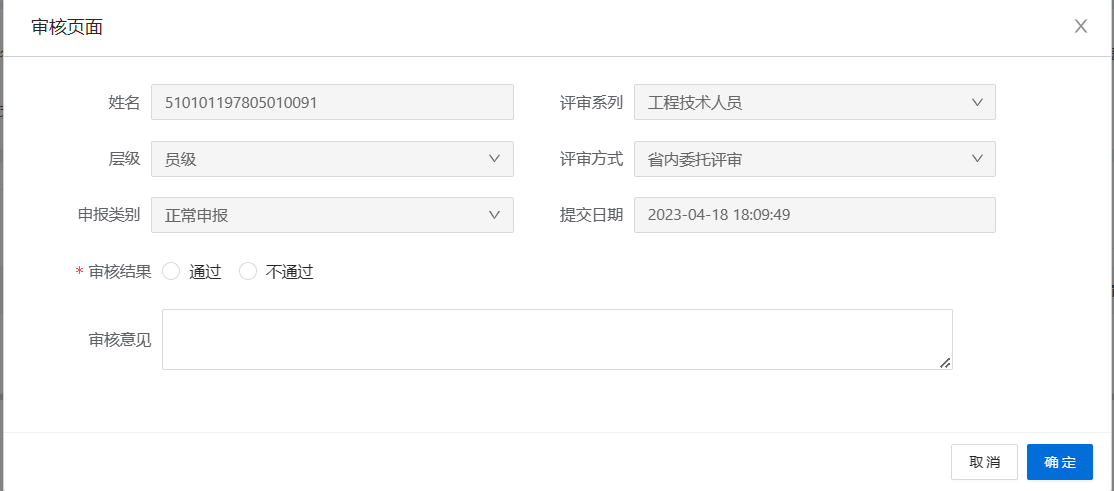 审核页面
姓名 510101197805010091 评审系列 工程技术人员
层级 员级 评审方式 省内委托评审
申报类别 正常申报 提交日期 2023-04-18 18:09:49
* 审核结果 通过 不通过
审核意见
取消 确定